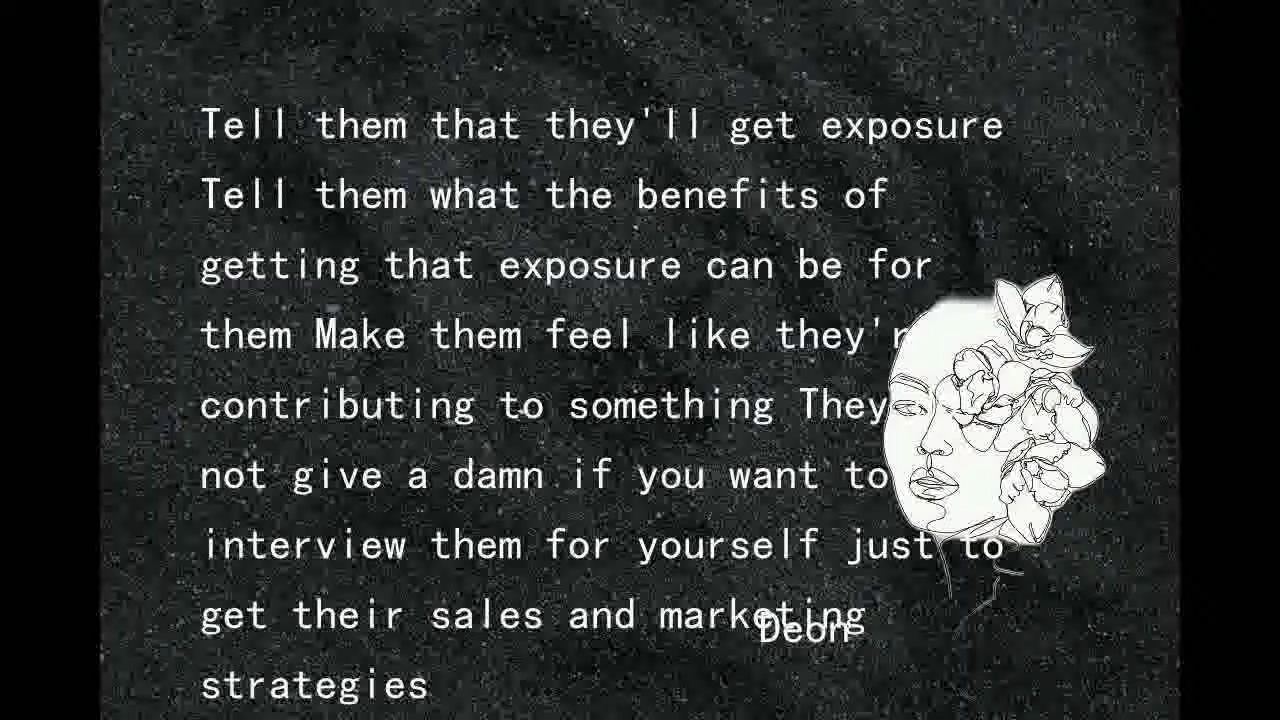 Tell them that they'll get exposure
Tell them what the benefits of
getting that exposure can be for
them Make them feel like they'r
contributing to something They
not give a damn if you want to
interview them for yourself just to
get their sales and marketing
Deon
strategies